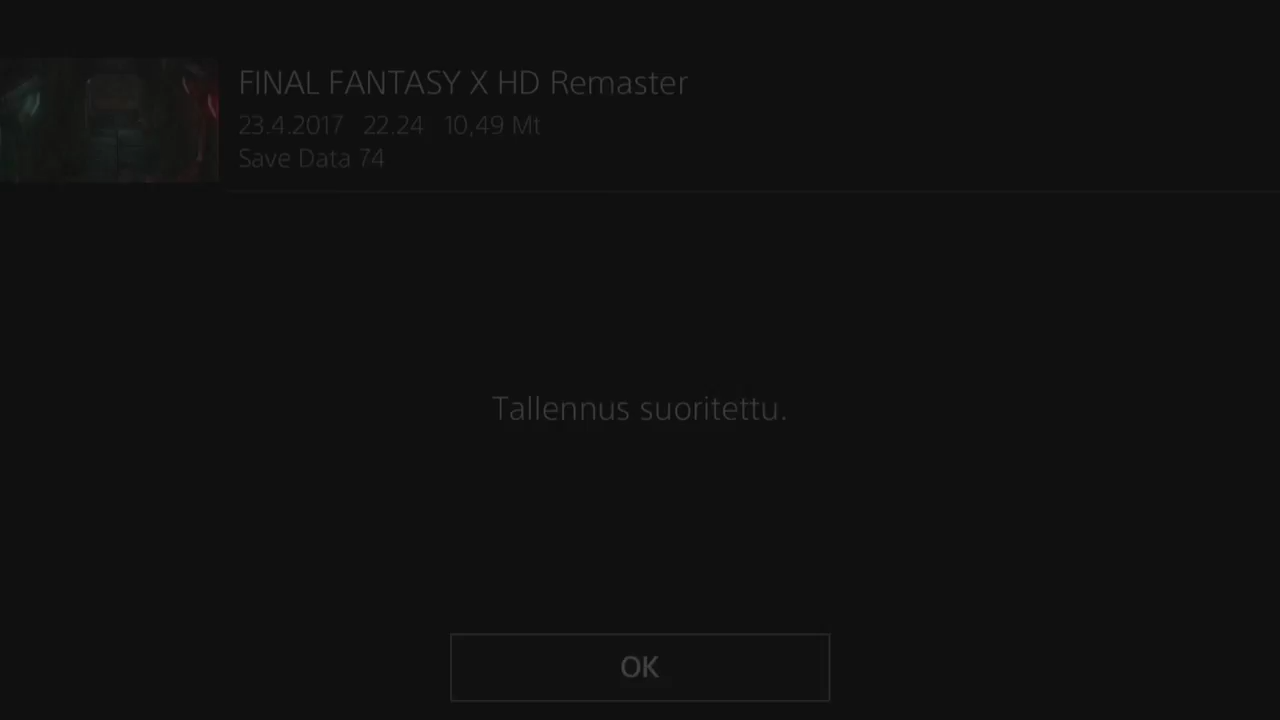 FINAL FANTASY X HD Remaster
23.4.2017 22.24 10,49 Mt
Save Data 74
Tallennus suoritettu.
OK